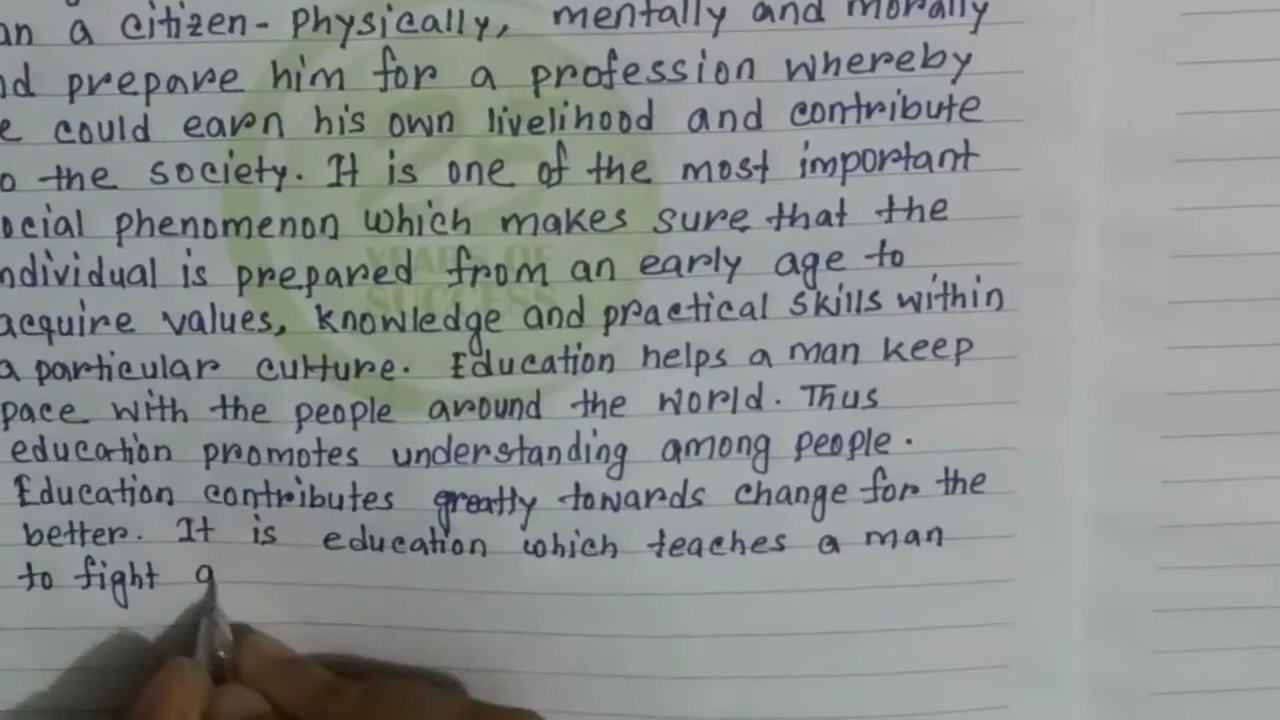 an a citizen - physically, mentally and morally
nd prepare him for a profession whereby
e could earn his own livelihood and contribute
o the society. It is one of the most important
ocial phenomenon which makes sure that the
ndividual is prepared from an early age to
acquire values, knowledge and practical skills within
a particular culture. Education helps a man keep
pace with the people around the world. Thus
education promotes understanding among people.
Education contributes greatly towards change for the
better. It is education which teaches a man
to fight a
25
YEARS OF
SUCCESS